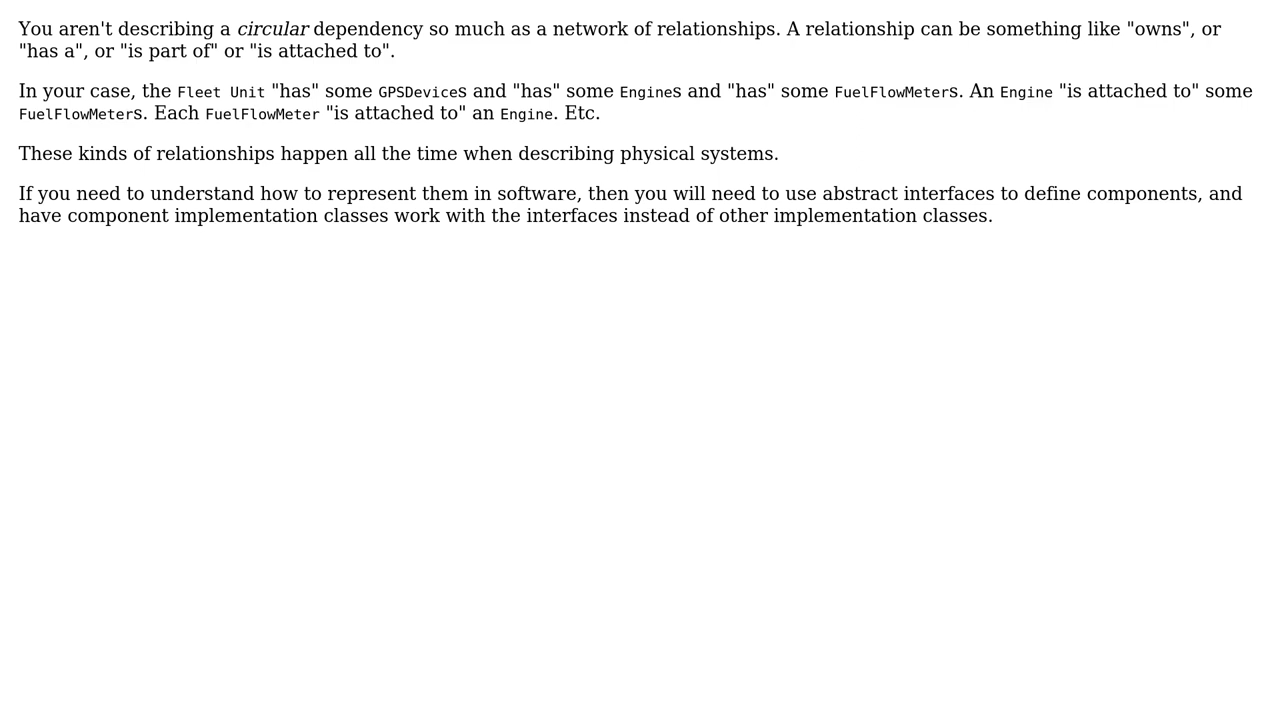 You aren't describing a circular dependency so much as a network of relationships. A relationship can be something like "owns", or
"has a", or "is part of" or "is attached to".
In your case, the Fleet Unit "has" some GPSDevices and "has" some Engines and "has" some FuelFlowMeters. An Engine "is attached to" some
FuelFlowMeters. Each FuelFlowMeter "is attached to" an Engine. Etc.
These kinds of relationships happen all the time when describing physical systems.
If you need to understand how to represent them in software, then you will need to use abstract interfaces to define components, and
have component implementation classes work with the interfaces instead of other implementation classes.